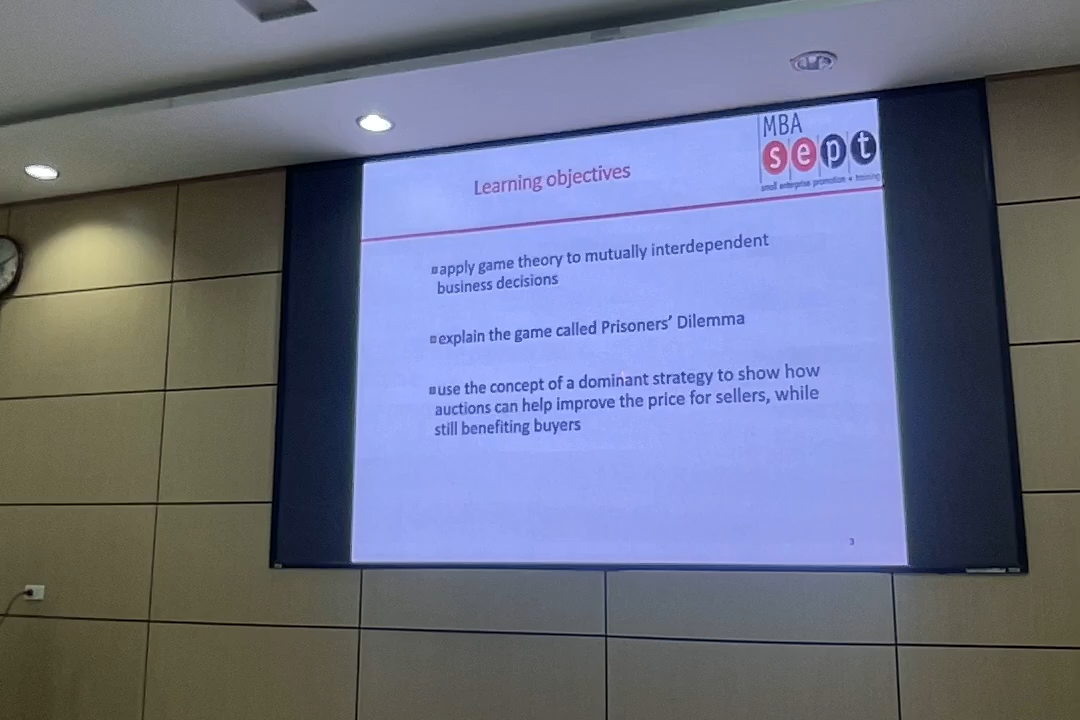 MBA
sept
small enterprise promotion + training
Learning objectives
apply game theory to mutually interdependent
business decisions
explain the game called Prisoners' Dilemma
use the concept of a dominant strategy to show how
auctions can help improve the price for sellers, while
still benefiting buyers
3